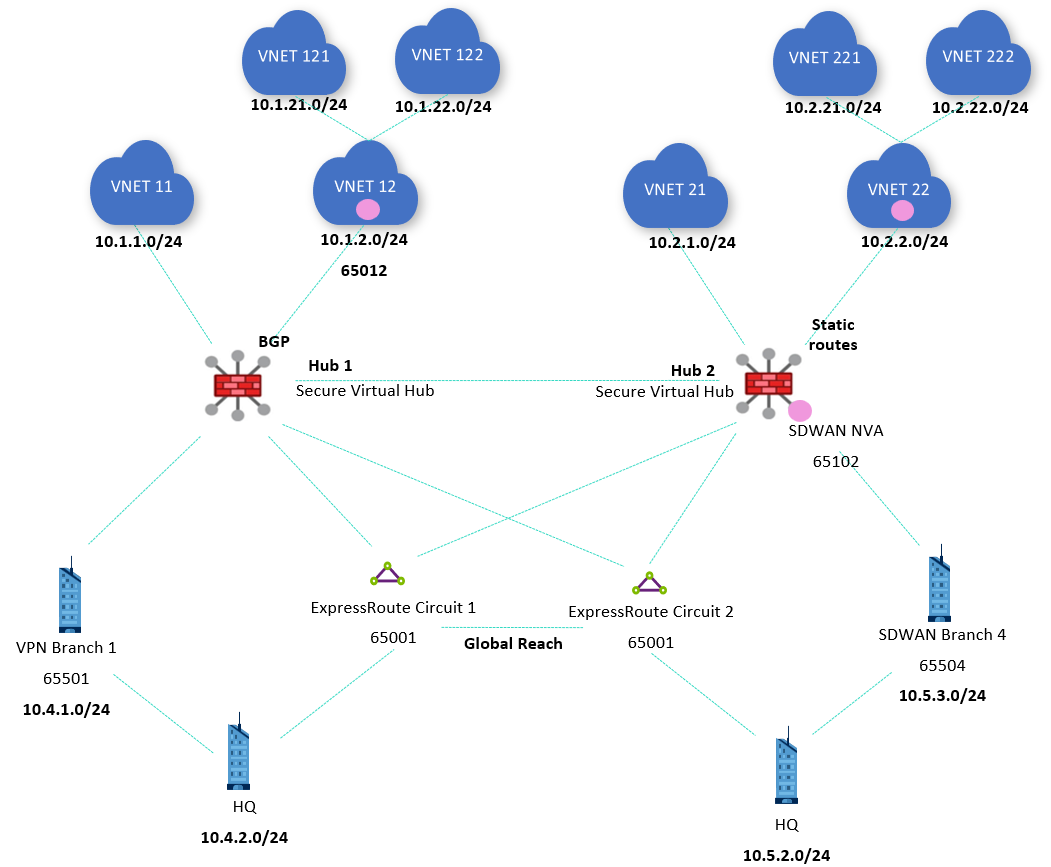 VNET 121
VNET 122
VNET 221
VNET 222
10.1.21.0/24
10.1.22.0/24
10.2.21.0/24
10.2.22.0/24
VNET 11
VNET 12
VNET 21
VNET 22
10.1.1.0/24
10.1.2.0/24
10.2.1.0/24
10.2.2.0/24
65012
BGP
Static
routes
Hub 1
Secure Virtual Hub
Hub 2
Secure Virtual Hub
SDWAN NVA
65102
ExpressRoute Circuit 1
65001
ExpressRoute Circuit 2
65001
Global Reach
VPN Branch 1
65501
10.4.1.0/24
SDWAN Branch 4
65504
10.5.3.0/24
HQ
10.4.2.0/24
HQ
10.5.2.0/24